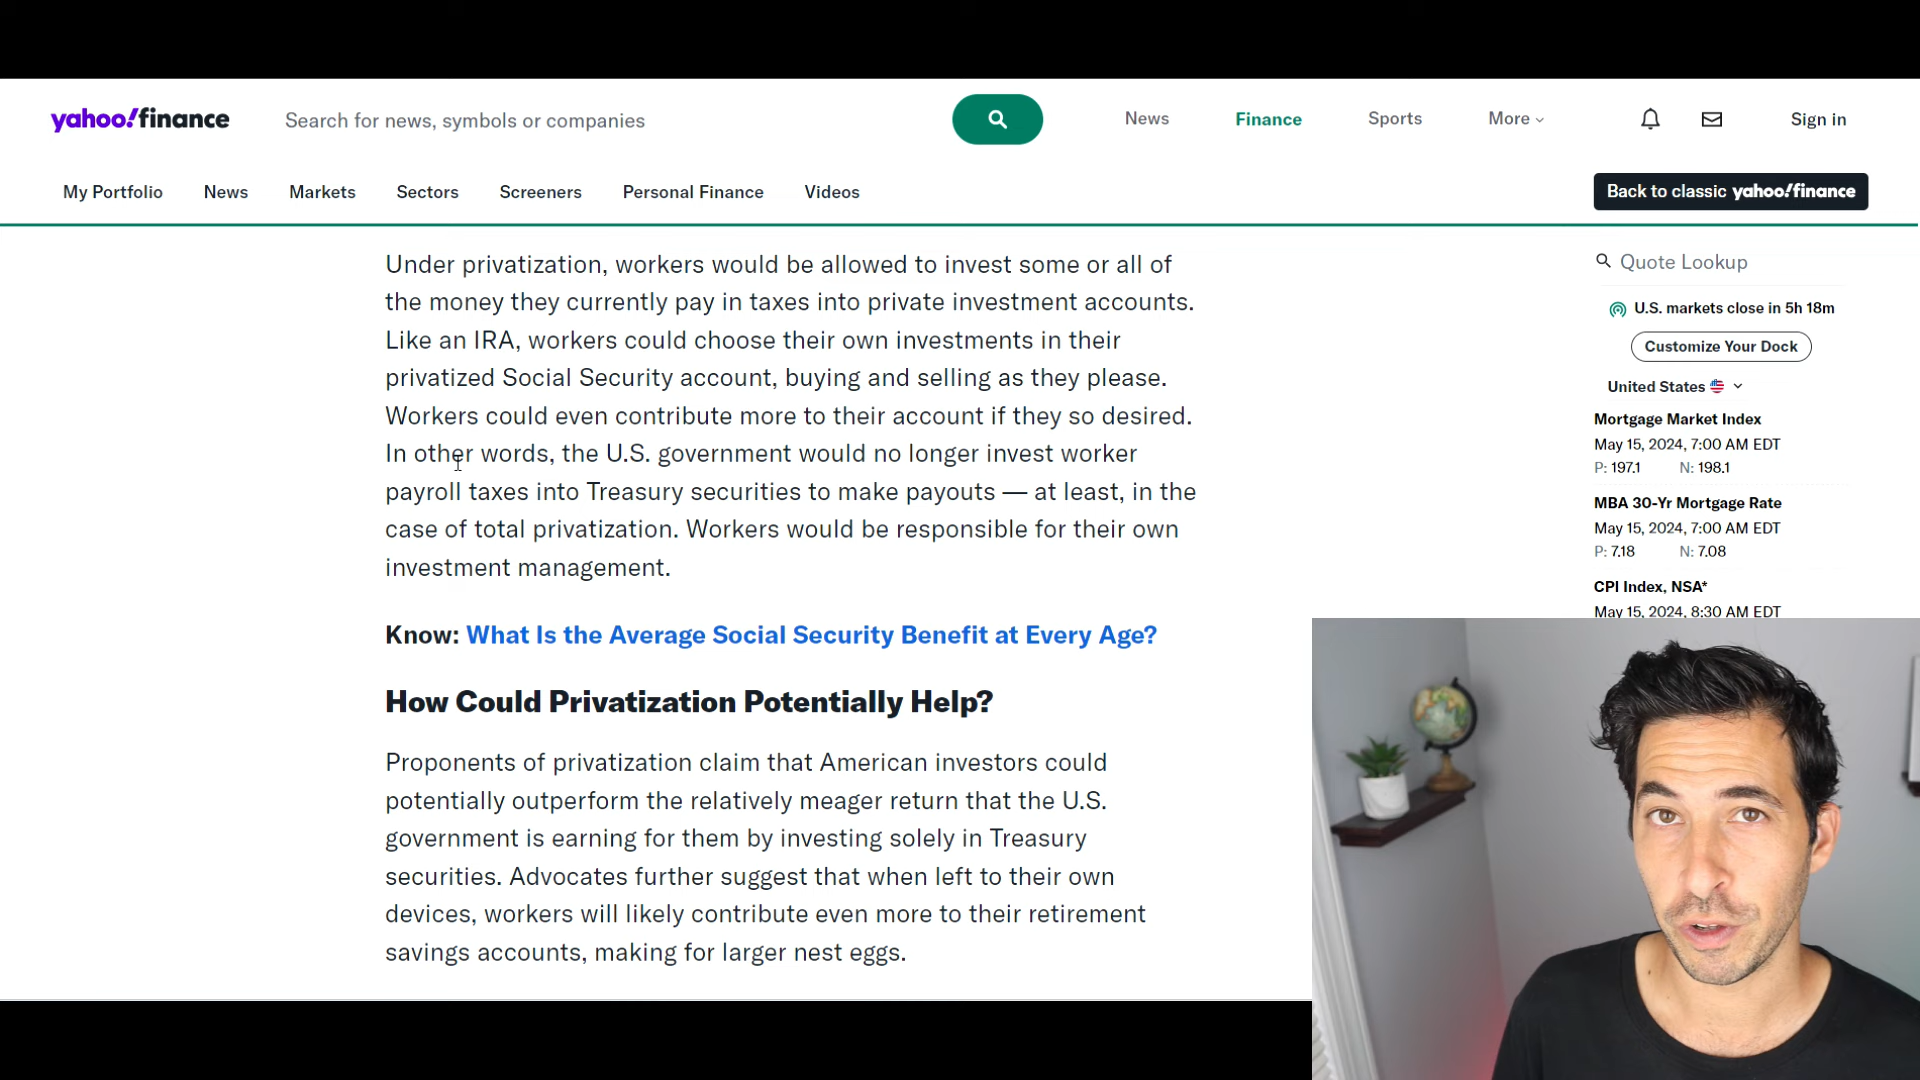 yahoo!finance
Search for news, symbols or companies
News
Finance
Sports
More
Sign in
My Portfolio
News
Markets
Sectors
Screeners
Personal Finance
Videos
Back to classic yahoo!finance
Under privatization, workers would be allowed to invest some or all of
the money they currently pay in taxes into private investment accounts.
Like an IRA, workers could choose their own investments in their
privatized Social Security account, buying and selling as they please.
Workers could even contribute more to their account if they so desired.
In other words, the U.S. government would no longer invest worker
payroll taxes into Treasury securities to make payouts — at least, in the
case of total privatization. Workers would be responsible for their own
investment management.
Know: What Is the Average Social Security Benefit at Every Age?
How Could Privatization Potentially Help?
Proponents of privatization claim that American investors could
potentially outperform the relatively meager return that the U.S.
government is earning for them by investing solely in Treasury
securities. Advocates further suggest that when left to their own
devices, workers will likely contribute even more to their retirement
savings accounts, making for larger nest eggs.
Quote Lookup
U.S. markets close in 5h 18m
Customize Your Dock
United States
Mortgage Market Index
May 15, 2024, 7:00 AM EDT
P: 197.1 N: 198.1
MBA 30-Yr Mortgage Rate
May 15, 2024, 7:00 AM EDT
P: 7.18 N: 7.08
CPI Index, NSA*
May 15, 2024, 8:30 AM EDT